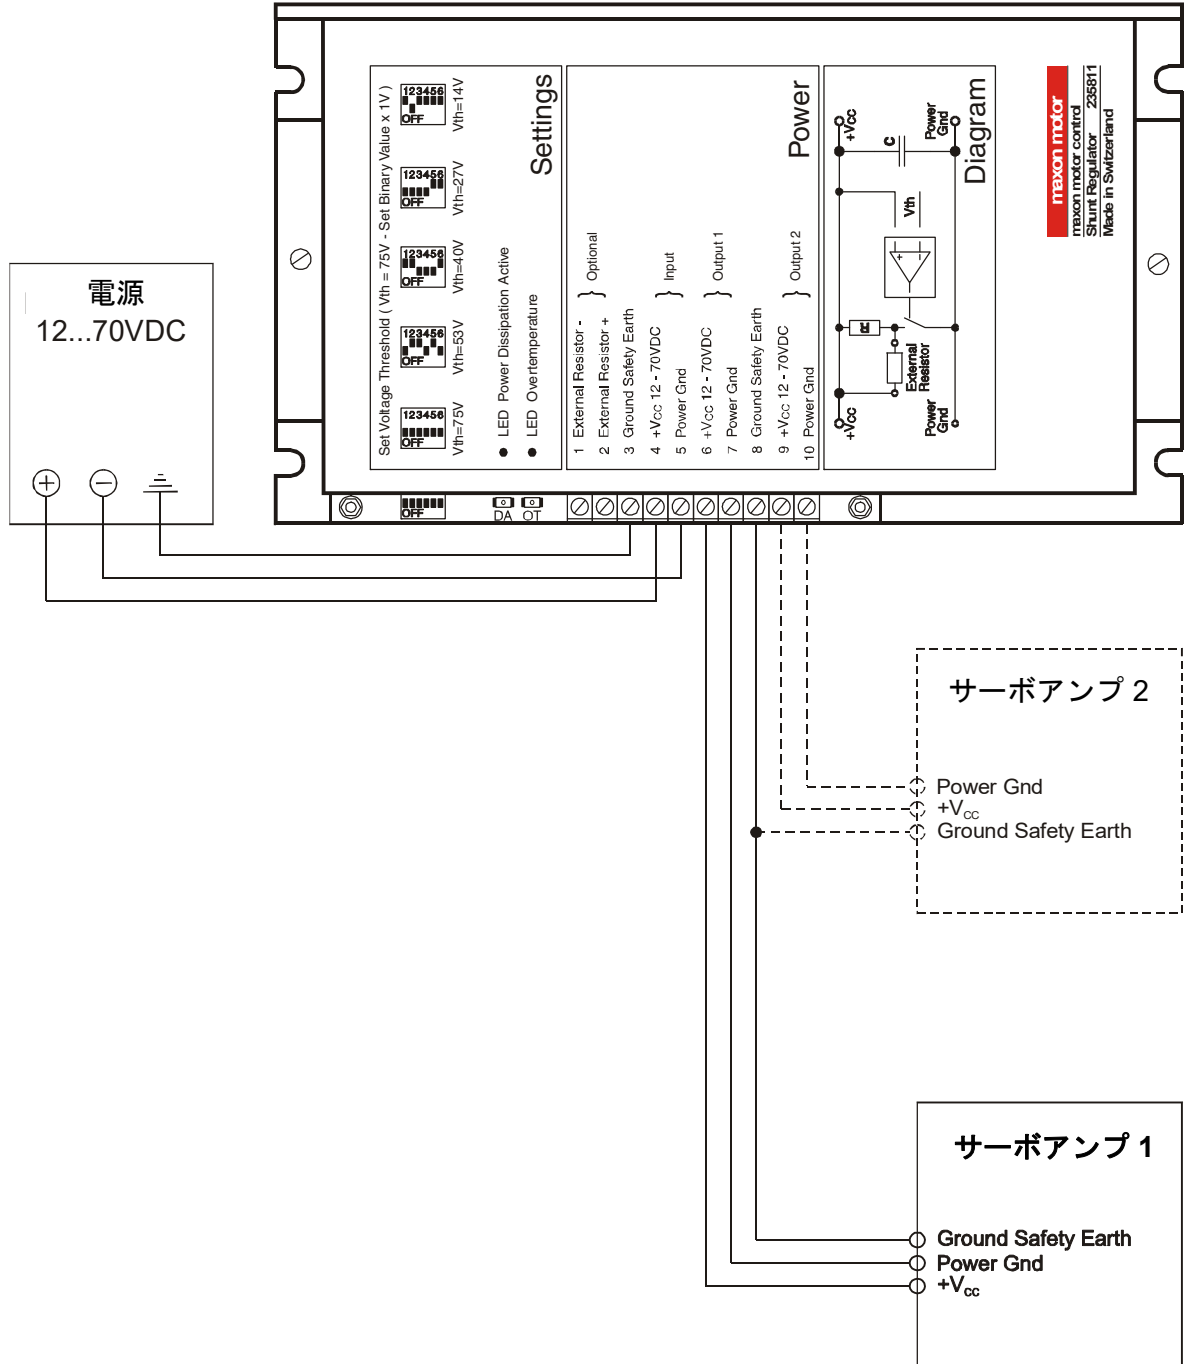 電源
12...70VDC
Set Voltage Threshold ( Vth = 75V - Set Binary Value x 1V )
123456
OFF
Vth=75V
123456
OFF
Vth=53V
123456
OFF
Vth=40V
123456
OFF
Vth=27V
123456
OFF
Vth=14V
● LED Power Dissipation Active
● LED Overtemperature
Settings
1 External Resistor -
2 External Resistor +
Optional
3 Ground Safety Earth
4 +Vcc 12 - 70VDC
5 Power Gnd
Input
6 +Vcc 12 - 70VDC
7 Power Gnd
Output 1
8 Ground Safety Earth
9 +Vcc 12 - 70VDC
10 Power Gnd
Output 2
Power
+Vcc
Power
Gnd
C
Vth
R
External
Resistor
+Vcc
Power
Gnd
Diagram
maxon motor
maxon motor control
Shunt Regulator 235811
Made in Switzerland
OFF
DA
OT
サーボアンプ 2
Power Gnd
+Vcc
Ground Safety Earth
サーボアンプ 1
Ground Safety Earth
Power Gnd
+Vcc